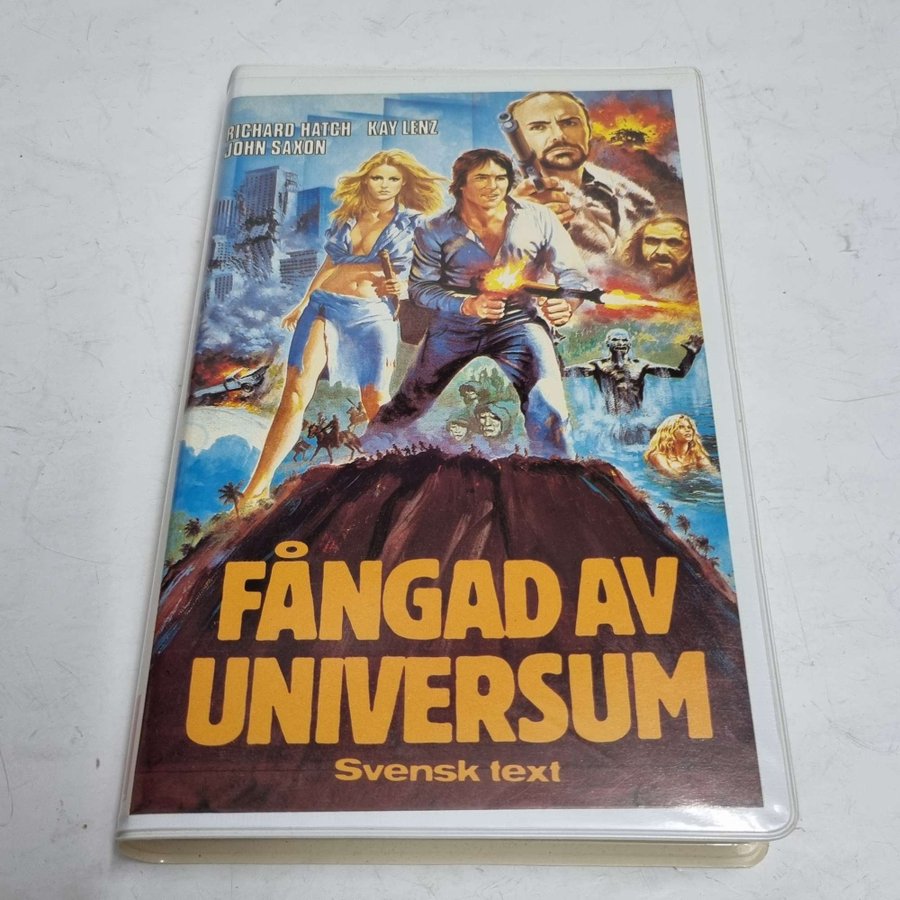 RICHARD HATCH KAY LENZ
JOHN SAXON
FÅNGAD AV
UNIVERSUM
Svensk text